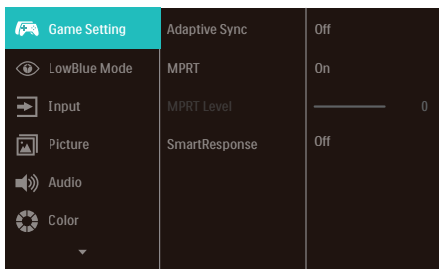 Game Setting Adaptive Sync Off
LowBlue Mode MPRT On
Input MPRT Level 0
Picture SmartResponse Off
Audio
Color